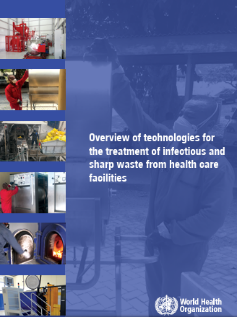 Overview of technologies for
the treatment of infectious and
sharp waste from health care
facilities
World Health
Organization